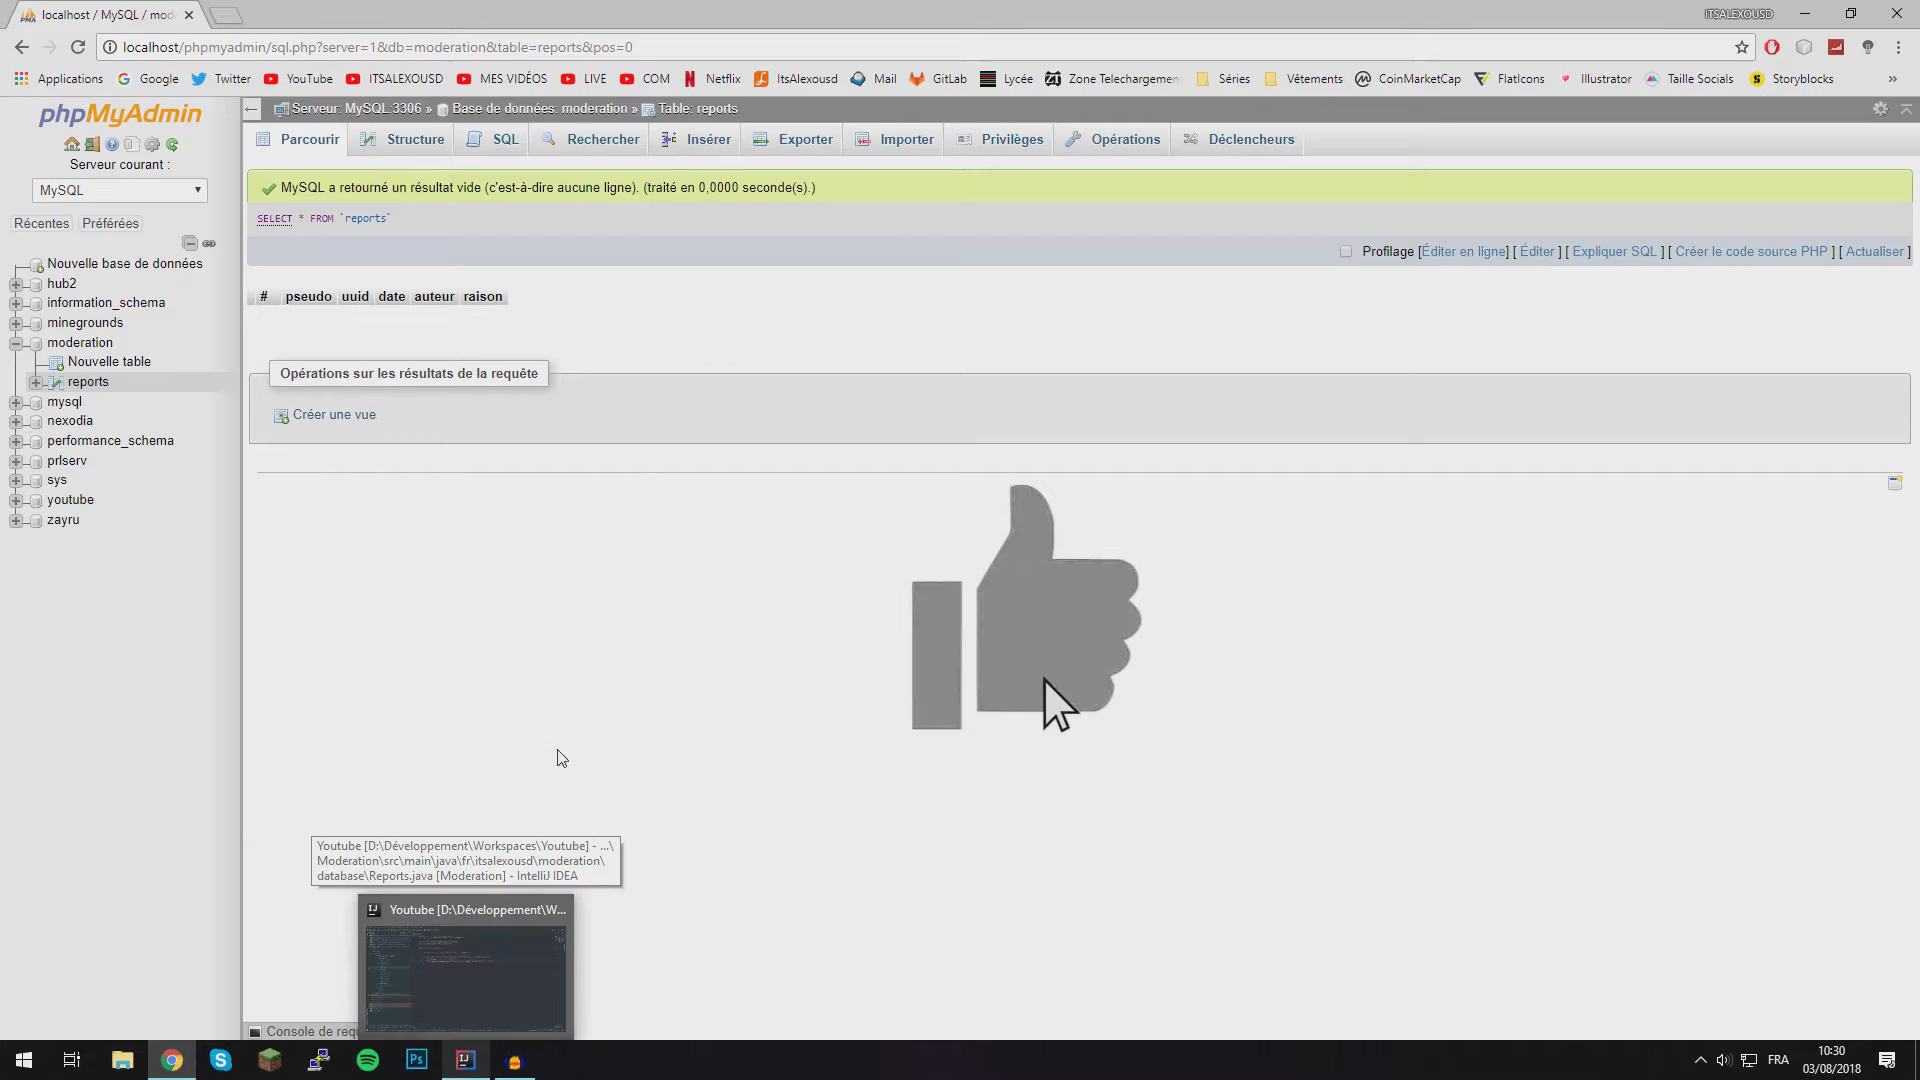 localhost / MySQL / mod
ITSALEXOUSD
localhost/phpmyadmin/sql.php?server=1&db=moderation&table=reports&pos=0
Applications Google Twitter YouTube ITSALEXOUSD MES VIDÉOS LIVE COM Netflix ItsAlexousd Mail GitLab Lycée Zone Telechargemen Séries Vêtements CoinMarketCap FlatIcons Illustrator Taille Socials Storyblocks »
phpMyAdmin
Serveur: MySQL:3306 » Base de données: moderation » Table: reports
Parcourir Structure SQL Rechercher Insérer Exporter Importer Privilèges Opérations Déclencheurs
Serveur courant :
MySQL
Récentes Préférées
Nouvelle base de données
hub2
information_schema
minegrounds
moderation
Nouvelle table
reports
mysql
nexodia
performance_schema
prlserv
sys
youtube
zayru
MySQL a retourné un résultat vide (c'est-à-dire aucune ligne). (traité en 0,0000 seconde(s).)
SELECT * FROM `reports`
Profilage [Éditer en ligne] [ Éditer ] [ Expliquer SQL ] [ Créer le code source PHP ] [ Actualiser ]
# pseudo uuid date auteur raison
Opérations sur les résultats de la requête
Créer une vue
Youtube [D:\Développement\Workspaces\Youtube] - ...\
Moderation\src\main\java\fr\itsalexousd\moderation\
database\Reports.java [Moderation] - IntelliJ IDEA
Youtube [D:\Développement\W...
Console de requ
FRA
10:30
03/08/2018